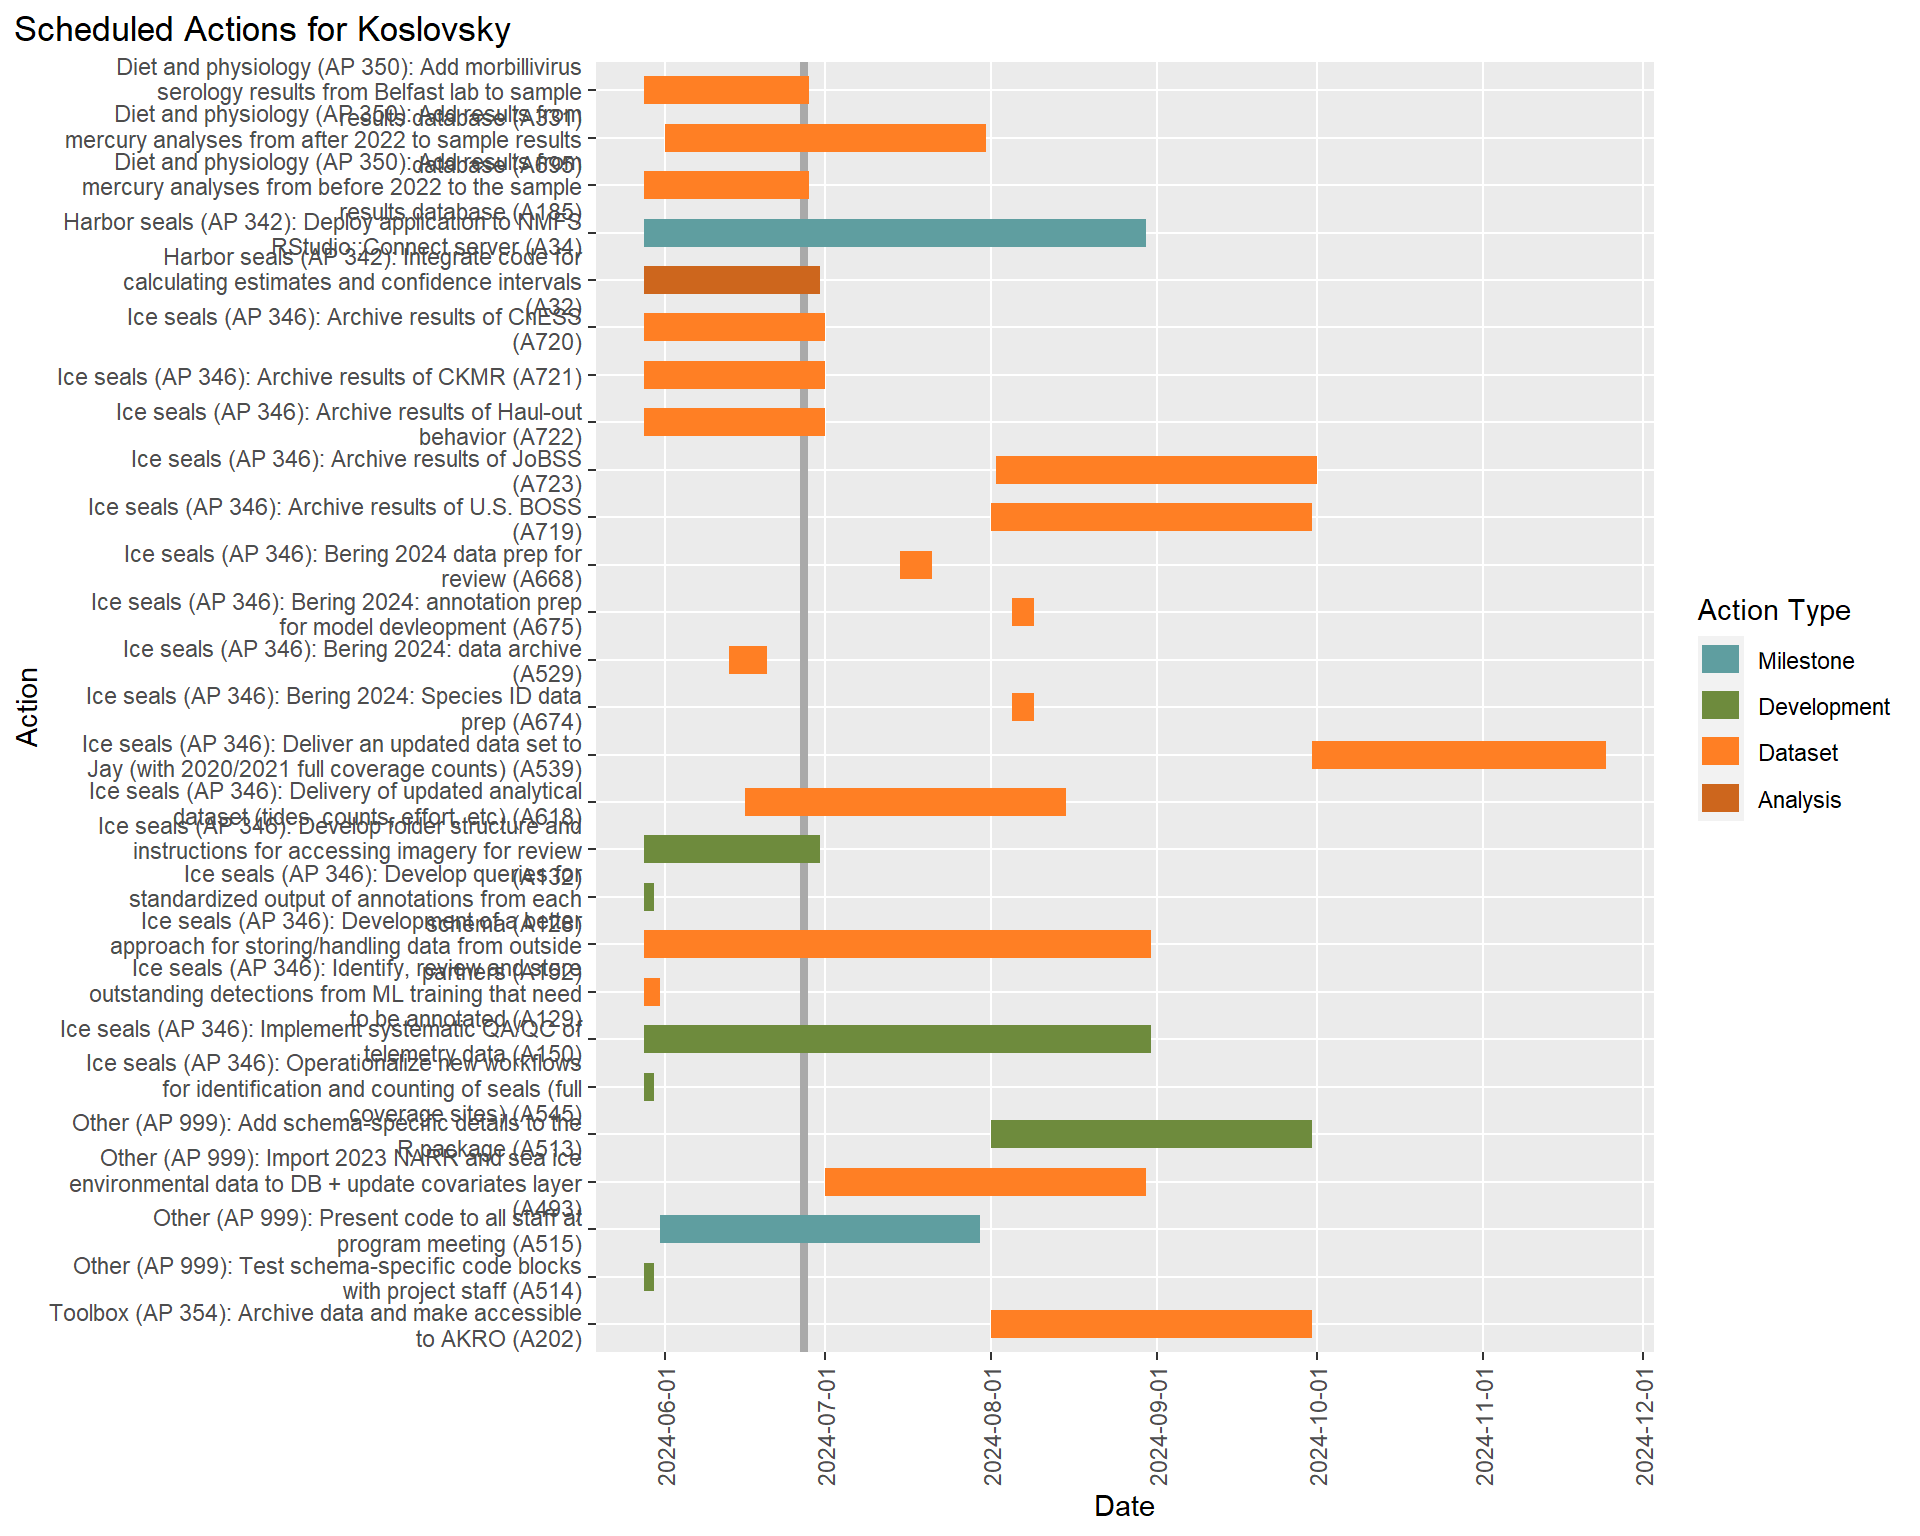 Scheduled Actions for Koslovsky
Diet and physiology (AP 350): Add morbillivirus
serology results from Belfast lab to sample
results database (A331)
Diet and physiology (AP 350): Add results from
mercury analyses from after 2022 to sample results
database (A695)
Diet and physiology (AP 350): Add results from
mercury analyses from before 2022 to the sample
results database (A185)
Harbor seals (AP 342): Deploy application to NMFS
RStudio::Connect server (A34)
Harbor seals (AP 342): Integrate code for
calculating estimates and confidence intervals
(A32)
Ice seals (AP 346): Archive results of ChESS
(A720)
Ice seals (AP 346): Archive results of CKMR (A721)
Ice seals (AP 346): Archive results of Haul-out
behavior (A722)
Ice seals (AP 346): Archive results of JoBSS
(A723)
Ice seals (AP 346): Archive results of U.S. BOSS
(A719)
Ice seals (AP 346): Bering 2024 data prep for
review (A668)
Ice seals (AP 346): Bering 2024: annotation prep
for model devleopment (A675)
Ice seals (AP 346): Bering 2024: data archive
(A529)
Ice seals (AP 346): Bering 2024: Species ID data
prep (A674)
Ice seals (AP 346): Deliver an updated data set to
Jay (with 2020/2021 full coverage counts) (A539)
Ice seals (AP 346): Delivery of updated analytical
dataset (tides, counts, effort, etc) (A618)
Ice seals (AP 346): Develop folder structure and
instructions for accessing imagery for review
(A132)
Ice seals (AP 346): Develop queries for
standardized output of annotations from each
schema
Ice seals (AP 346): Development of a better
approach for storing/handling data from outside
partners (A152)
Ice seals (AP 346): Identify, review and store
outstanding detections from ML training that need
to be annotated (A129)
Ice seals (AP 346): Implement systematic QA/QC of
telemetry data (A150)
Ice seals (AP 346): Operationalize new workflows
for identification and counting of seals (full
coverage sites) (A545)
Other (AP 999): Add schema-specific details to the
R package (A513)
Other (AP 999): Import 2023 NARR and sea ice
environmental data to DB + update covariates layer
(A493)
Other (AP 999): Present code to all staff at
program meeting (A515)
Other (AP 999): Test schema-specific code blocks
with project staff (A514)
Toolbox (AP 354): Archive data and make accessible
to AKRO (A202)
Action
2024-06-01
2024-07-01
2024-08-01
2024-09-01
2024-10-01
2024-11-01
2024-12-01
Date
Action Type
Milestone
Development
Dataset
Analysis